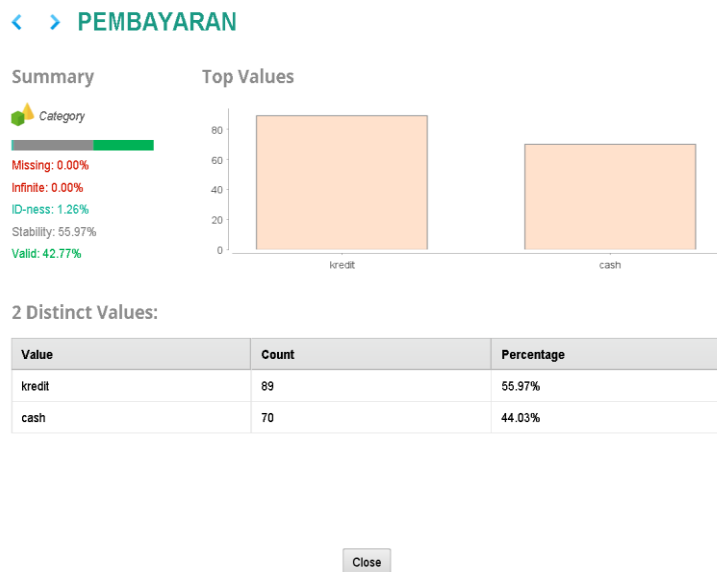 PEMBAYARAN
Summary
Category
Missing: 0.00%
Infinite: 0.00%
ID-ness: 1.26%
Stability: 55.97%
Valid: 42.77%
Top Values
80
60
40
20
0
kredit cash
2 Distinct Values:
Value Count Percentage
kredit 89 55.97%
cash 70 44.03%
Close